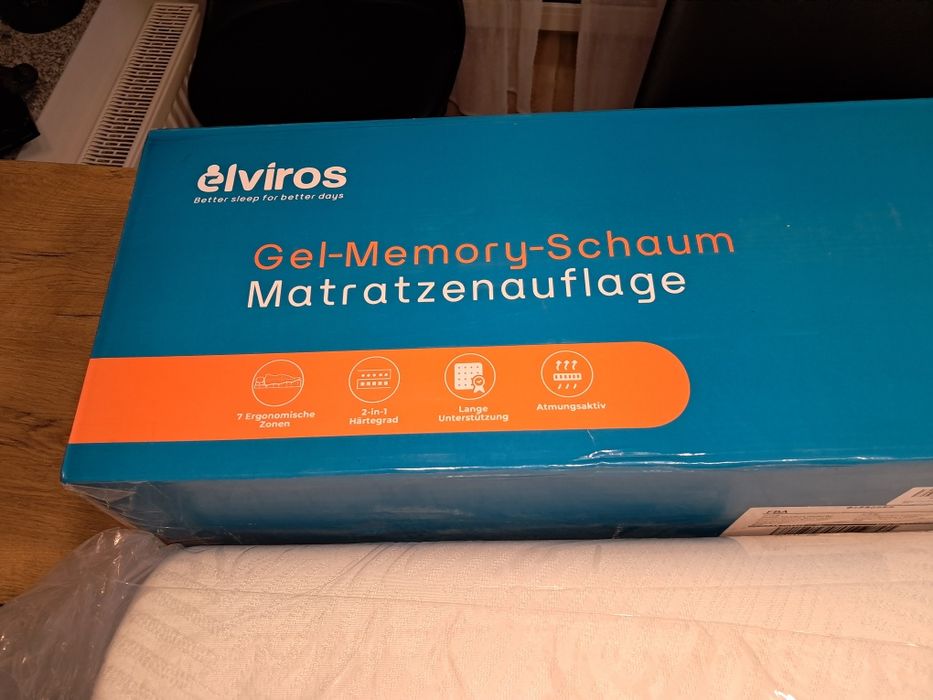 elviros
Better sleep for better days
Gel-Memory-Schaum
Matratzenauflage
7 Ergonomische
Zonen
2-in-1
Härtegrad
Lange
Unterstützung
Atmungsaktiv
FBA